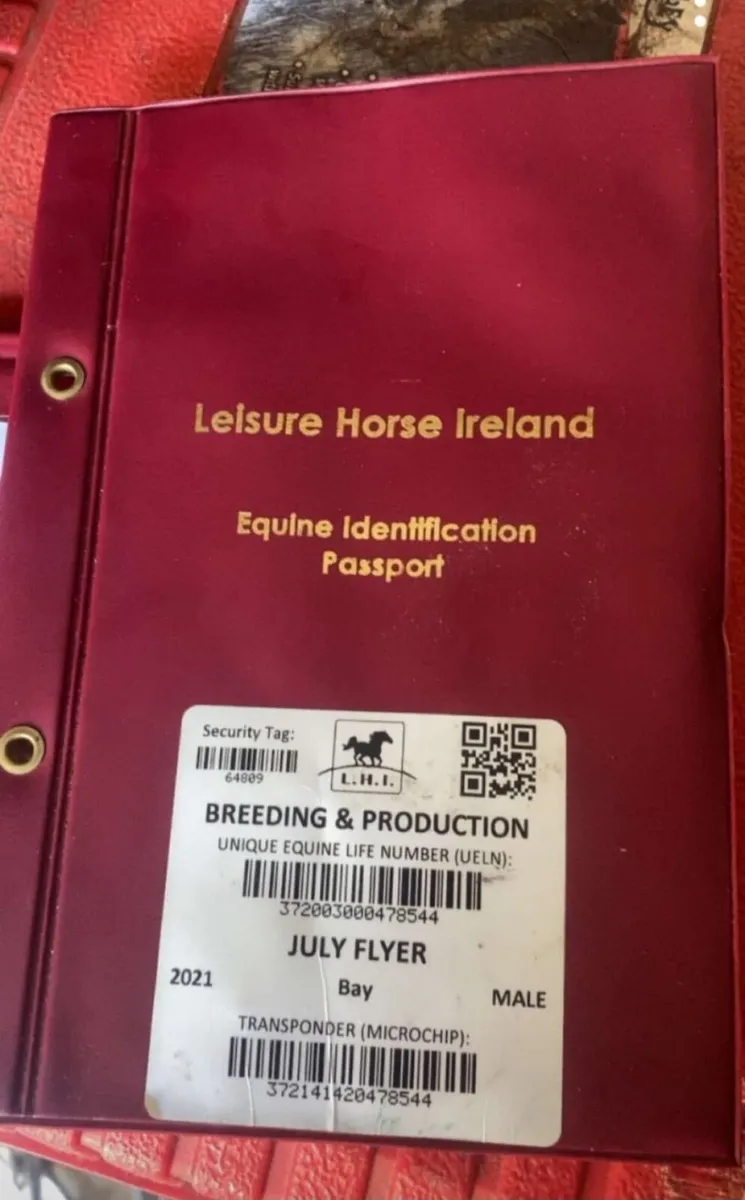 Leisure Horse Ireland
Equine Identification
Passport
Security Tag:
64809
L.H.I.
BREEDING & PRODUCTION
UNIQUE EQUINE LIFE NUMBER (UELN):
372003000478544
JULY FLYER
2021 Bay MALE
TRANSPONDER (MICROCHIP):
372141420478544